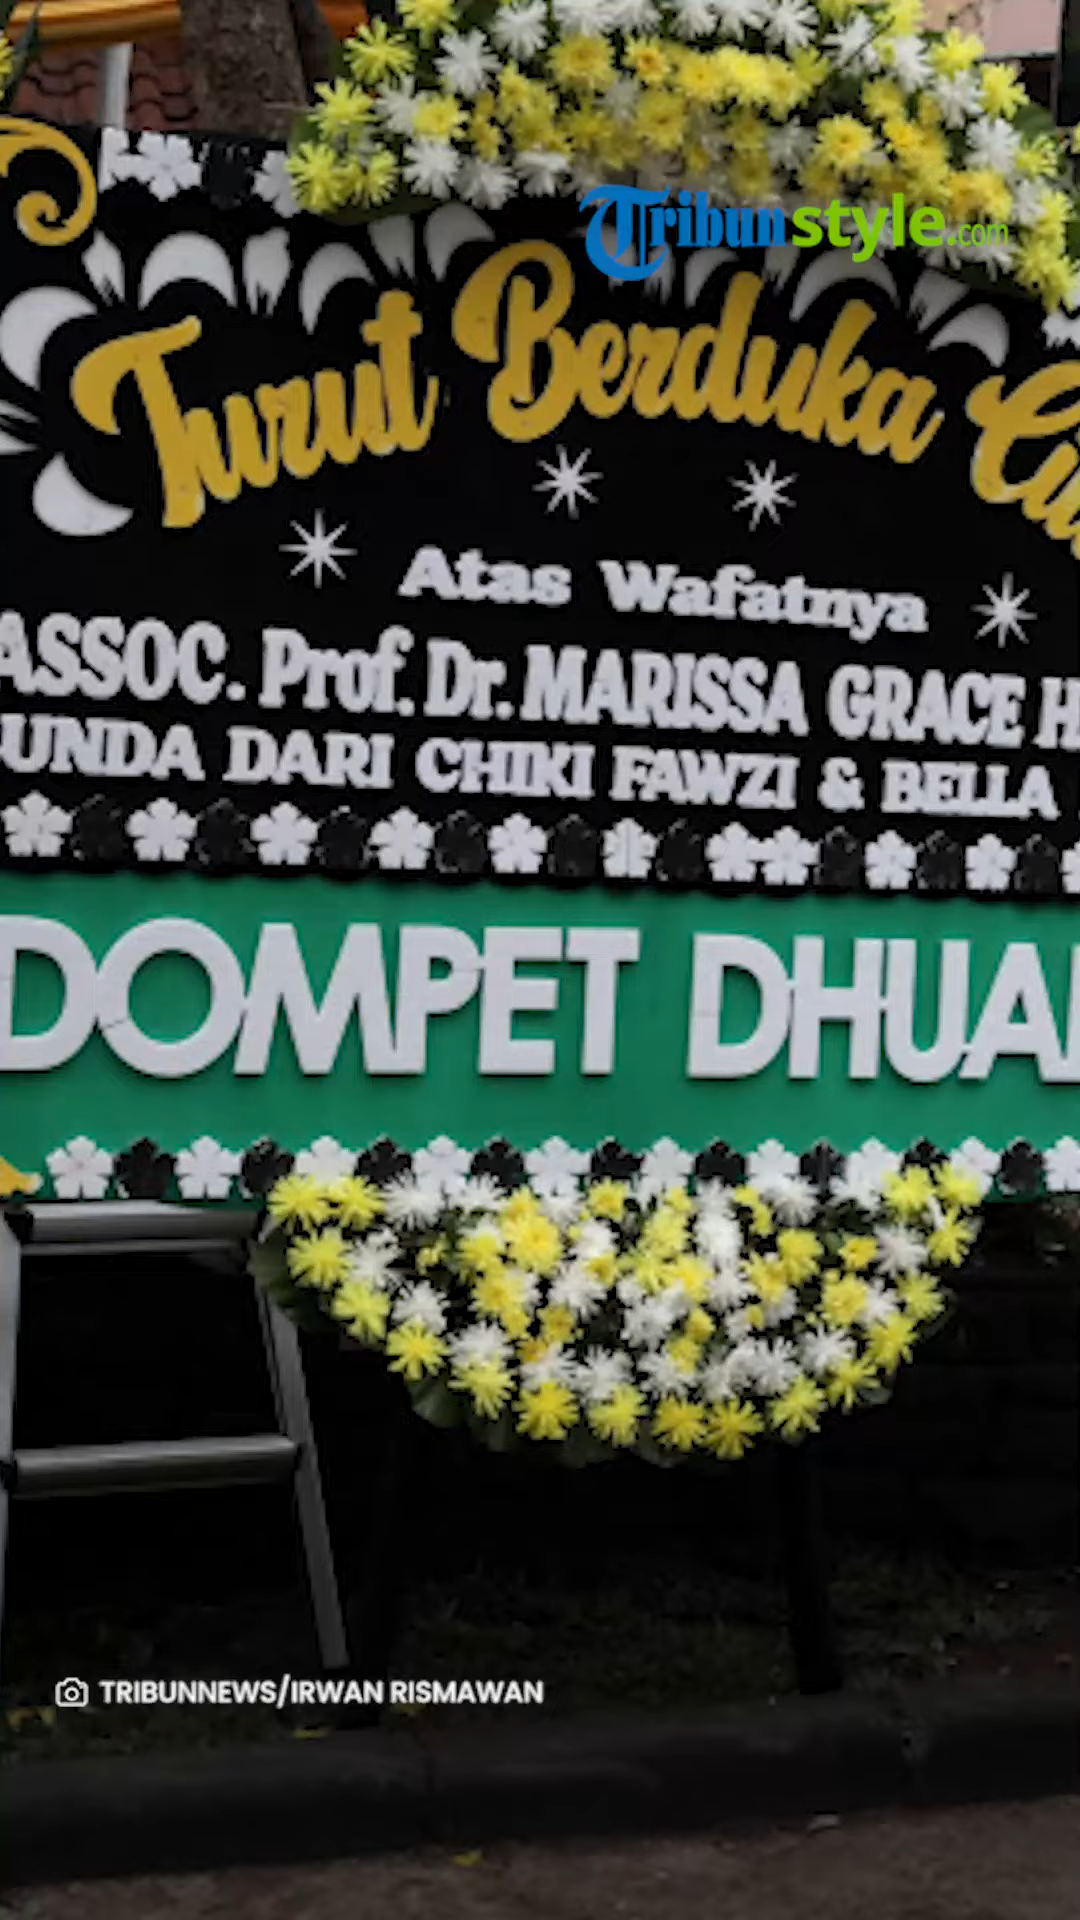 Tribunstyle.com
Turut Berduka
Atas Wafatnya
ASSOC. Prof. Dr. MARISSA GRACE H
UNDA DARI CHIKI FAWZI & BELLA
DOMPET DHUA
TRIBUNNEWS/IRWAN RISMAWAN